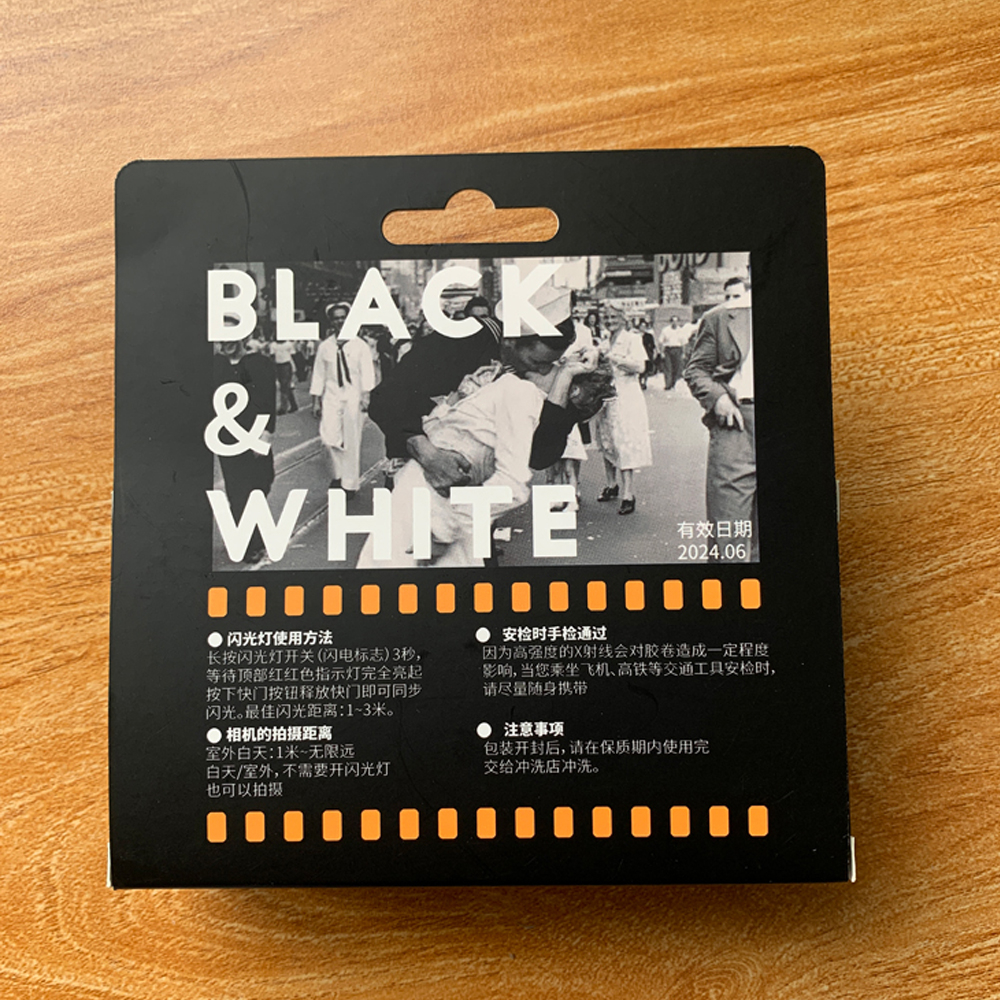 BLACK
&
WHITE
有效日期
2024.06
● 闪光灯使用方法
长按闪光灯开关(闪电标志)3秒,
等待顶部红红色指示灯完全亮起
按下快门按钮释放快门即可同步
闪光。最佳闪光距离:1~3米。
● 相机的拍摄距离
室外白天:1米~无限远
白天/室外,不需要开闪光灯
也可以拍摄
● 安检时手检通过
因为高强度的X射线会对胶卷造成一定程度
影响,当您乘坐飞机、高铁等交通工具安检时,
请尽量随身携带
● 注意事项
包装开封后,请在保质期内使用完
交给冲洗店冲洗。